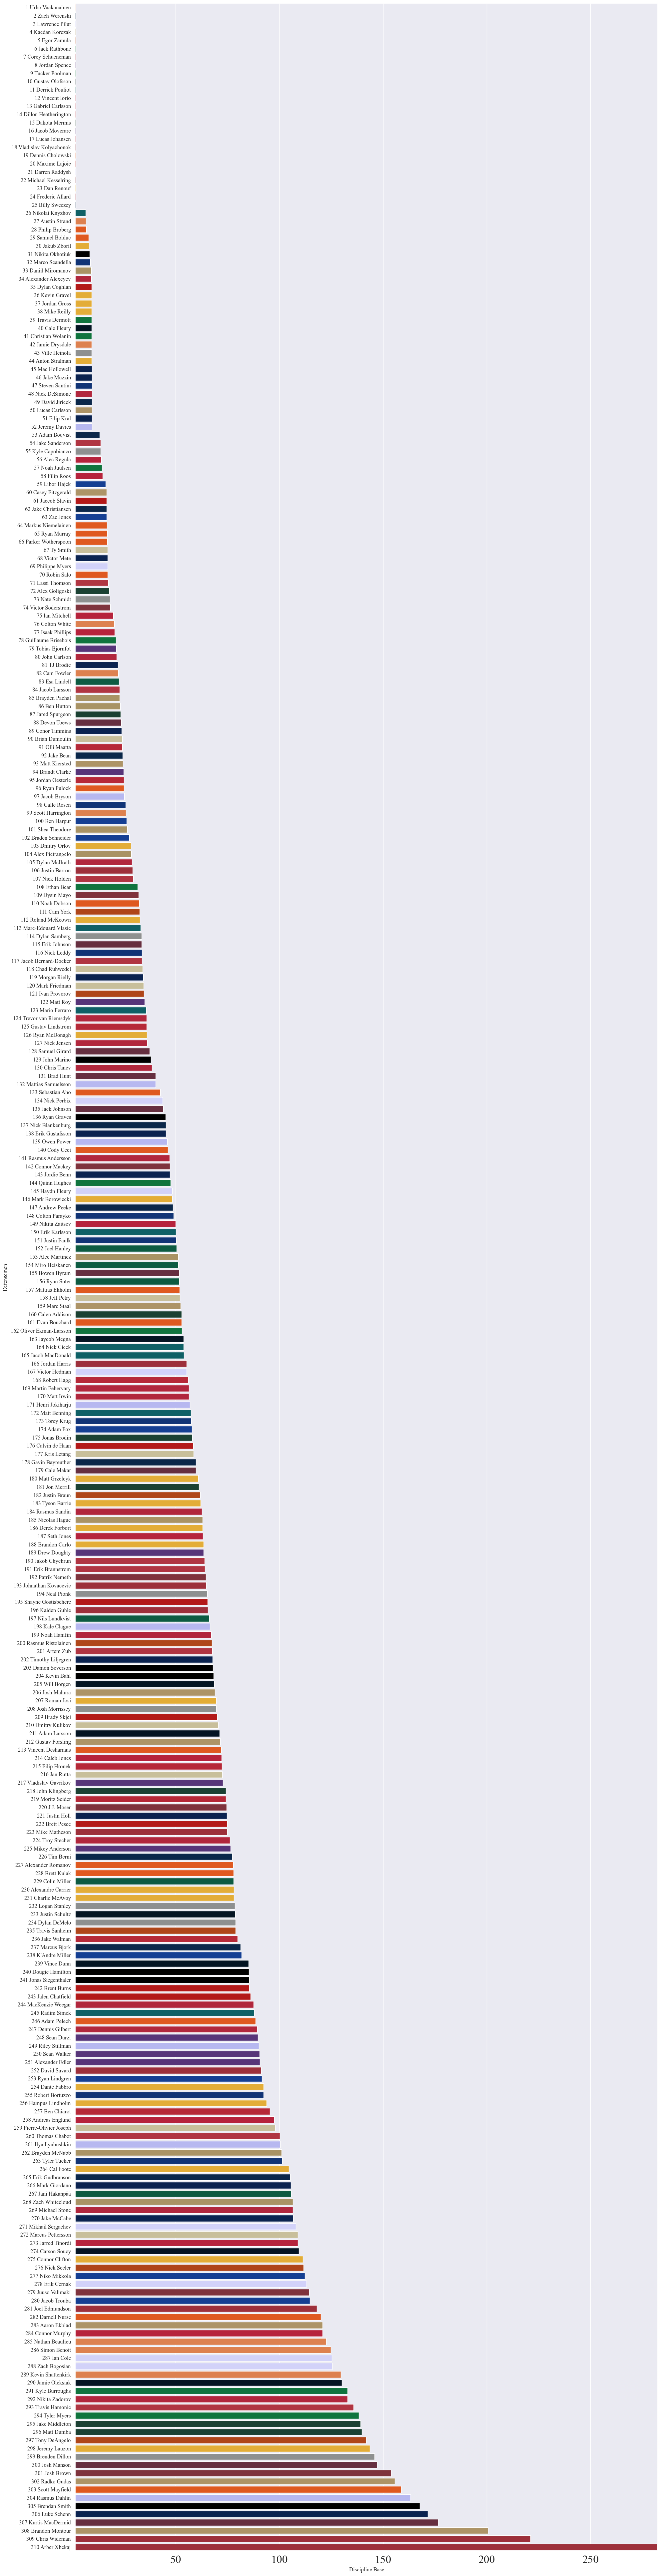 1 Urho Vaakanainen
2 Zach Werenski
3 Lawrence Pilut
4 Kaedan Korczak
5 Egor Zamula
6 Jack Rathbone
7 Corey Schueneman
8 Jordan Spence
9 Tucker Poolman
10 Gustav Olofsson
11 Derrick Pouliot
12 Vincent Iorio
13 Gabriel Carlsson
14 Dillon Heatherington
15 Dakota Mermis
16 Jacob Moverare
17 Lucas Johansen
18 Vladislav Kolyachonok
19 Dennis Cholowski
20 Maxime Lajoie
21 Darren Raddysh
22 Michael Kesselring
23 Dan Renouf
24 Frederic Allard
25 Billy Sweezey
26 Nikolai Knyzhov
27 Austin Strand
28 Philip Broberg
29 Samuel Bolduc
30 Jakub Zboril
31 Nikita Okhotiuk
32 Marco Scandella
33 Daniil Miromanov
34 Alexander Alexeyev
35 Dylan Coghlan
36 Kevin Gravel
37 Jordan Gross
38 Mike Reilly
39 Travis Dermott
40 Cale Fleury
41 Christian Wolanin
42 Jamie Drysdale
43 Ville Heinola
44 Anton Stralman
45 Mac Hollowell
46 Jake Muzzin
47 Steven Santini
48 Nick DeSimone
49 David Jiricek
50 Lucas Carlsson
51 Filip Kral
52 Jeremy Davies
53 Adam Boqvist
54 Jake Sanderson
55 Kyle Capobianco
56 Alec Regula
57 Noah Juulsen
58 Filip Roos
59 Libor Hajek
60 Casey Fitzgerald
61 Jaccob Slavin
62 Jake Christiansen
63 Zac Jones
64 Markus Niemelainen
65 Ryan Murray
66 Parker Wotherspoon
67 Ty Smith
68 Victor Mete
69 Philippe Myers
70 Robin Salo
71 Lassi Thomson
72 Alex Goligoski
73 Nate Schmidt
74 Victor Soderstrom
75 Ian Mitchell
76 Colton White
77 Isaak Phillips
78 Guillaume Brisebois
79 Tobias Bjornfot
80 John Carlson
81 TJ Brodie
82 Cam Fowler
83 Esa Lindell
84 Jacob Larsson
85 Brayden Pachal
86 Ben Hutton
87 Jared Spurgeon
88 Devon Toews
89 Conor Timmins
90 Brian Dumoulin
91 Olli Maatta
92 Jake Bean
93 Matt Kiersted
94 Brandt Clarke
95 Jordan Oesterle
96 Ryan Pulock
97 Jacob Bryson
98 Calle Rosen
99 Scott Harrington
100 Ben Harpur
101 Shea Theodore
102 Braden Schneider
103 Dmitry Orlov
104 Alex Pietrangelo
105 Dylan McIlrath
106 Justin Barron
107 Nick Holden
108 Ethan Bear
109 Dysin Mayo
110 Noah Dobson
111 Cam York
112 Roland McKeown
113 Marc-Edouard Vlasic
114 Dylan Samberg
115 Erik Johnson
116 Nick Leddy
117 Jacob Bernard-Docker
118 Chad Ruhwedel
119 Morgan Rielly
120 Mark Friedman
121 Ivan Provorov
122 Matt Roy
123 Mario Ferraro
124 Trevor van Riemsdyk
125 Gustav Lindstrom
126 Ryan McDonagh
127 Nick Jensen
128 Samuel Girard
129 John Marino
130 Chris Tanev
131 Brad Hunt
132 Mattias Samuelsson
133 Sebastian Aho
134 Nick Perbix
135 Jack Johnson
136 Ryan Graves
137 Nick Blankenburg
138 Erik Gustafsson
139 Owen Power
140 Cody Ceci
141 Rasmus Andersson
142 Connor Mackey
143 Jordie Benn
144 Quinn Hughes
145 Haydn Fleury
146 Mark Borowiecki
147 Andrew Peeke
148 Colton Parayko
149 Nikita Zaitsev
150 Erik Karlsson
151 Justin Faulk
152 Joel Hanley
153 Alec Martinez
154 Miro Heiskanen
155 Bowen Byram
156 Ryan Suter
157 Mattias Ekholm
158 Jeff Petry
159 Marc Staal
160 Calen Addison
161 Evan Bouchard
162 Oliver Ekman-Larsson
163 Jaycob Megna
164 Nick Cicek
165 Jacob MacDonald
166 Jordan Harris
167 Victor Hedman
168 Robert Hagg
169 Martin Fehervary
170 Matt Irwin
171 Henri Jokiharju
172 Matt Benning
173 Torey Krug
174 Adam Fox
175 Jonas Brodin
176 Calvin de Haan
177 Kris Letang
178 Gavin Bayreuther
179 Cale Makar
180 Matt Grzelcyk
181 Jon Merrill
182 Justin Braun
183 Tyson Barrie
184 Rasmus Sandin
185 Nicolas Hague
186 Derek Forbort
187 Seth Jones
188 Brandon Carlo
189 Drew Doughty
190 Jakob Chychrun
191 Erik Brannstrom
192 Patrik Nemeth
193 Johnathan Kovacevic
194 Neal Pionk
195 Shayne Gostisbehere
196 Kaiden Guhle
197 Nils Lundkvist
198 Kale Clague
199 Noah Hanifin
200 Rasmus Ristolainen
201 Artem Zub
202 Timothy Liljegren
203 Damon Severson
204 Kevin Bahl
205 Will Borgen
206 Josh Mahura
207 Roman Josi
208 Josh Morrissey
209 Brady Skjei
210 Dmitry Kulikov
211 Adam Larsson
212 Gustav Forsling
213 Vincent Desharnais
214 Caleb Jones
215 Filip Hronek
216 Jan Rutta
217 Vladislav Gavrikov
218 John Klingberg
219 Moritz Seider
220 J.J. Moser
221 Justin Holl
222 Brett Pesce
223 Mike Matheson
224 Troy Stecher
225 Mikey Anderson
226 Tim Berni
227 Alexander Romanov
228 Brett Kulak
229 Colin Miller
230 Alexandre Carrier
231 Charlie McAvoy
232 Logan Stanley
233 Justin Schultz
234 Dylan DeMelo
235 Travis Sanheim
236 Jake Walman
237 Marcus Bjork
238 K'Andre Miller
239 Vince Dunn
240 Dougie Hamilton
241 Jonas Siegenthaler
242 Brent Burns
243 Jalen Chatfield
244 MacKenzie Weegar
245 Radim Simek
246 Adam Pelech
247 Dennis Gilbert
248 Sean Durzi
249 Riley Stillman
250 Sean Walker
251 Alexander Edler
252 David Savard
253 Ryan Lindgren
254 Dante Fabbro
255 Robert Bortuzzo
256 Hampus Lindholm
257 Ben Chiarot
258 Andreas Englund
259 Pierre-Olivier Joseph
260 Thomas Chabot
261 Ilya Lyubushkin
262 Brayden McNabb
263 Tyler Tucker
264 Cal Foote
265 Erik Gudbranson
266 Mark Giordano
267 Jani Hakanpää
268 Zach Whitecloud
269 Michael Stone
270 Jake McCabe
271 Mikhail Sergachev
272 Marcus Pettersson
273 Jarred Tinordi
274 Carson Soucy
275 Connor Clifton
276 Nick Seeler
277 Niko Mikkola
278 Erik Cernak
279 Juuso Valimaki
280 Jacob Trouba
281 Joel Edmundson
282 Darnell Nurse
283 Aaron Ekblad
284 Connor Murphy
285 Nathan Beaulieu
286 Simon Benoit
287 Ian Cole
288 Zach Bogosian
289 Kevin Shattenkirk
290 Jamie Oleksiak
291 Kyle Burroughs
292 Nikita Zadorov
293 Travis Hamonic
294 Tyler Myers
295 Jake Middleton
296 Matt Dumba
297 Tony DeAngelo
298 Jeremy Lauzon
299 Brenden Dillon
300 Josh Manson
301 Josh Brown
302 Radko Gudas
303 Scott Mayfield
304 Rasmus Dahlin
305 Brendan Smith
306 Luke Schenn
307 Kurtis MacDermid
308 Brandon Montour
309 Chris Wideman
310 Arber Xhekaj
Defensemen
50 100 150 200 250
Discipline Base